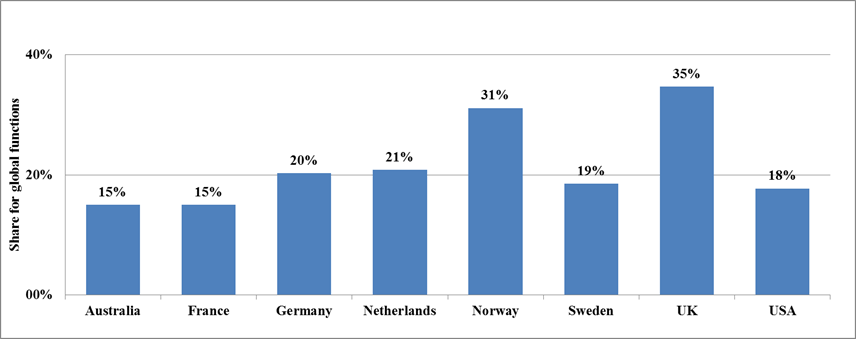 Share for global functions
40%
20%
00%
15%
15%
20%
21%
31%
19%
35%
18%
Australia
France
Germany
Netherlands
Norway
Sweden
UK
USA